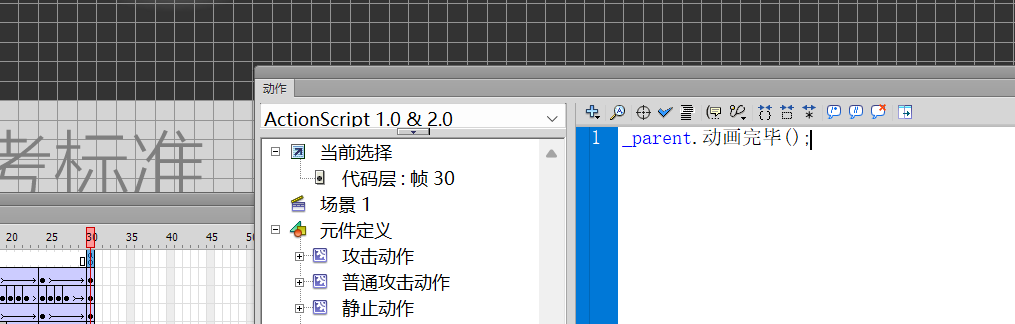 动作
ActionScript 1.0 & 2.0
当前选择
代码层 : 帧 30
场景 1
元件定义
攻击动作
普通攻击动作
静止动作
1 _parent.动画完毕();
考标准
20 25 30 35 40 45 50